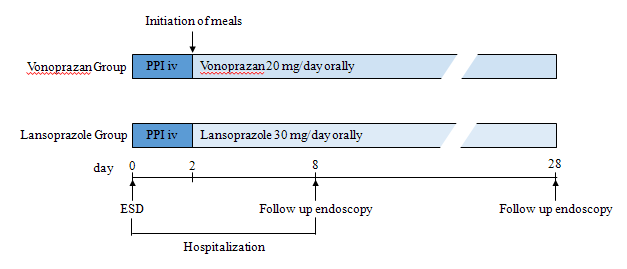 Initiation of meals
Vonoprazan Group PPI iv Vonoprazan 20 mg/day orally
Lansoprazole Group PPI iv Lansoprazole 30 mg/day orally
day 0 2 8 28
ESD Follow up endoscopy Follow up endoscopy
Hospitalization